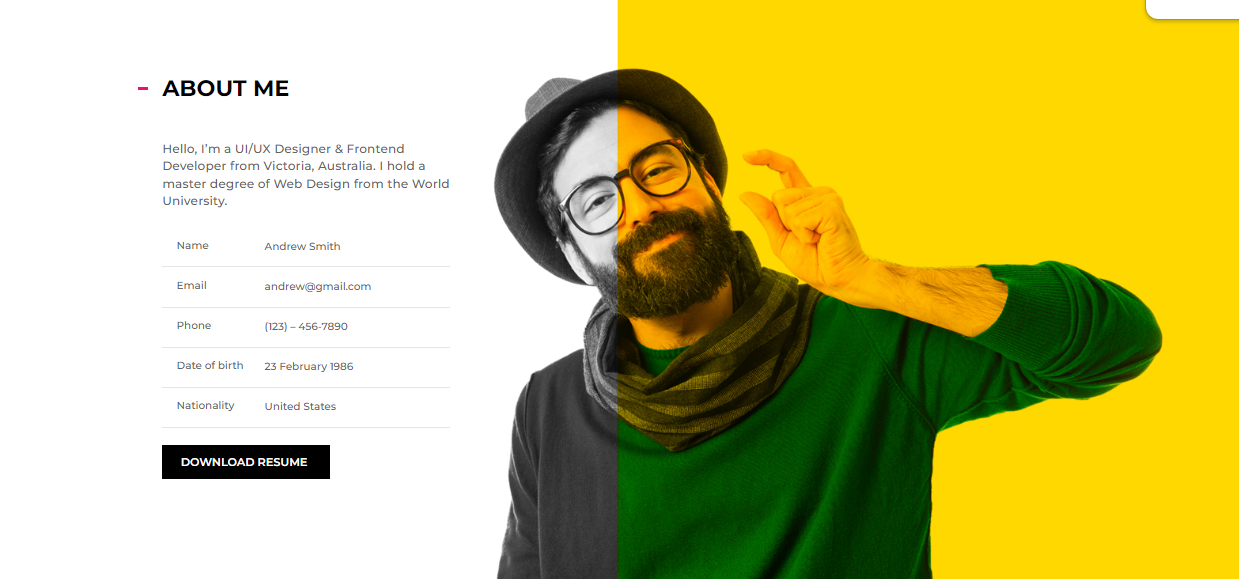 ABOUT ME
Hello, I’m a UI/UX Designer & Frontend
Developer from Victoria, Australia. I hold a
master degree of Web Design from the World
University.
Name Andrew Smith
Email andrew@gmail.com
Phone (123) – 456-7890
Date of birth 23 February 1986
Nationality United States
DOWNLOAD RESUME